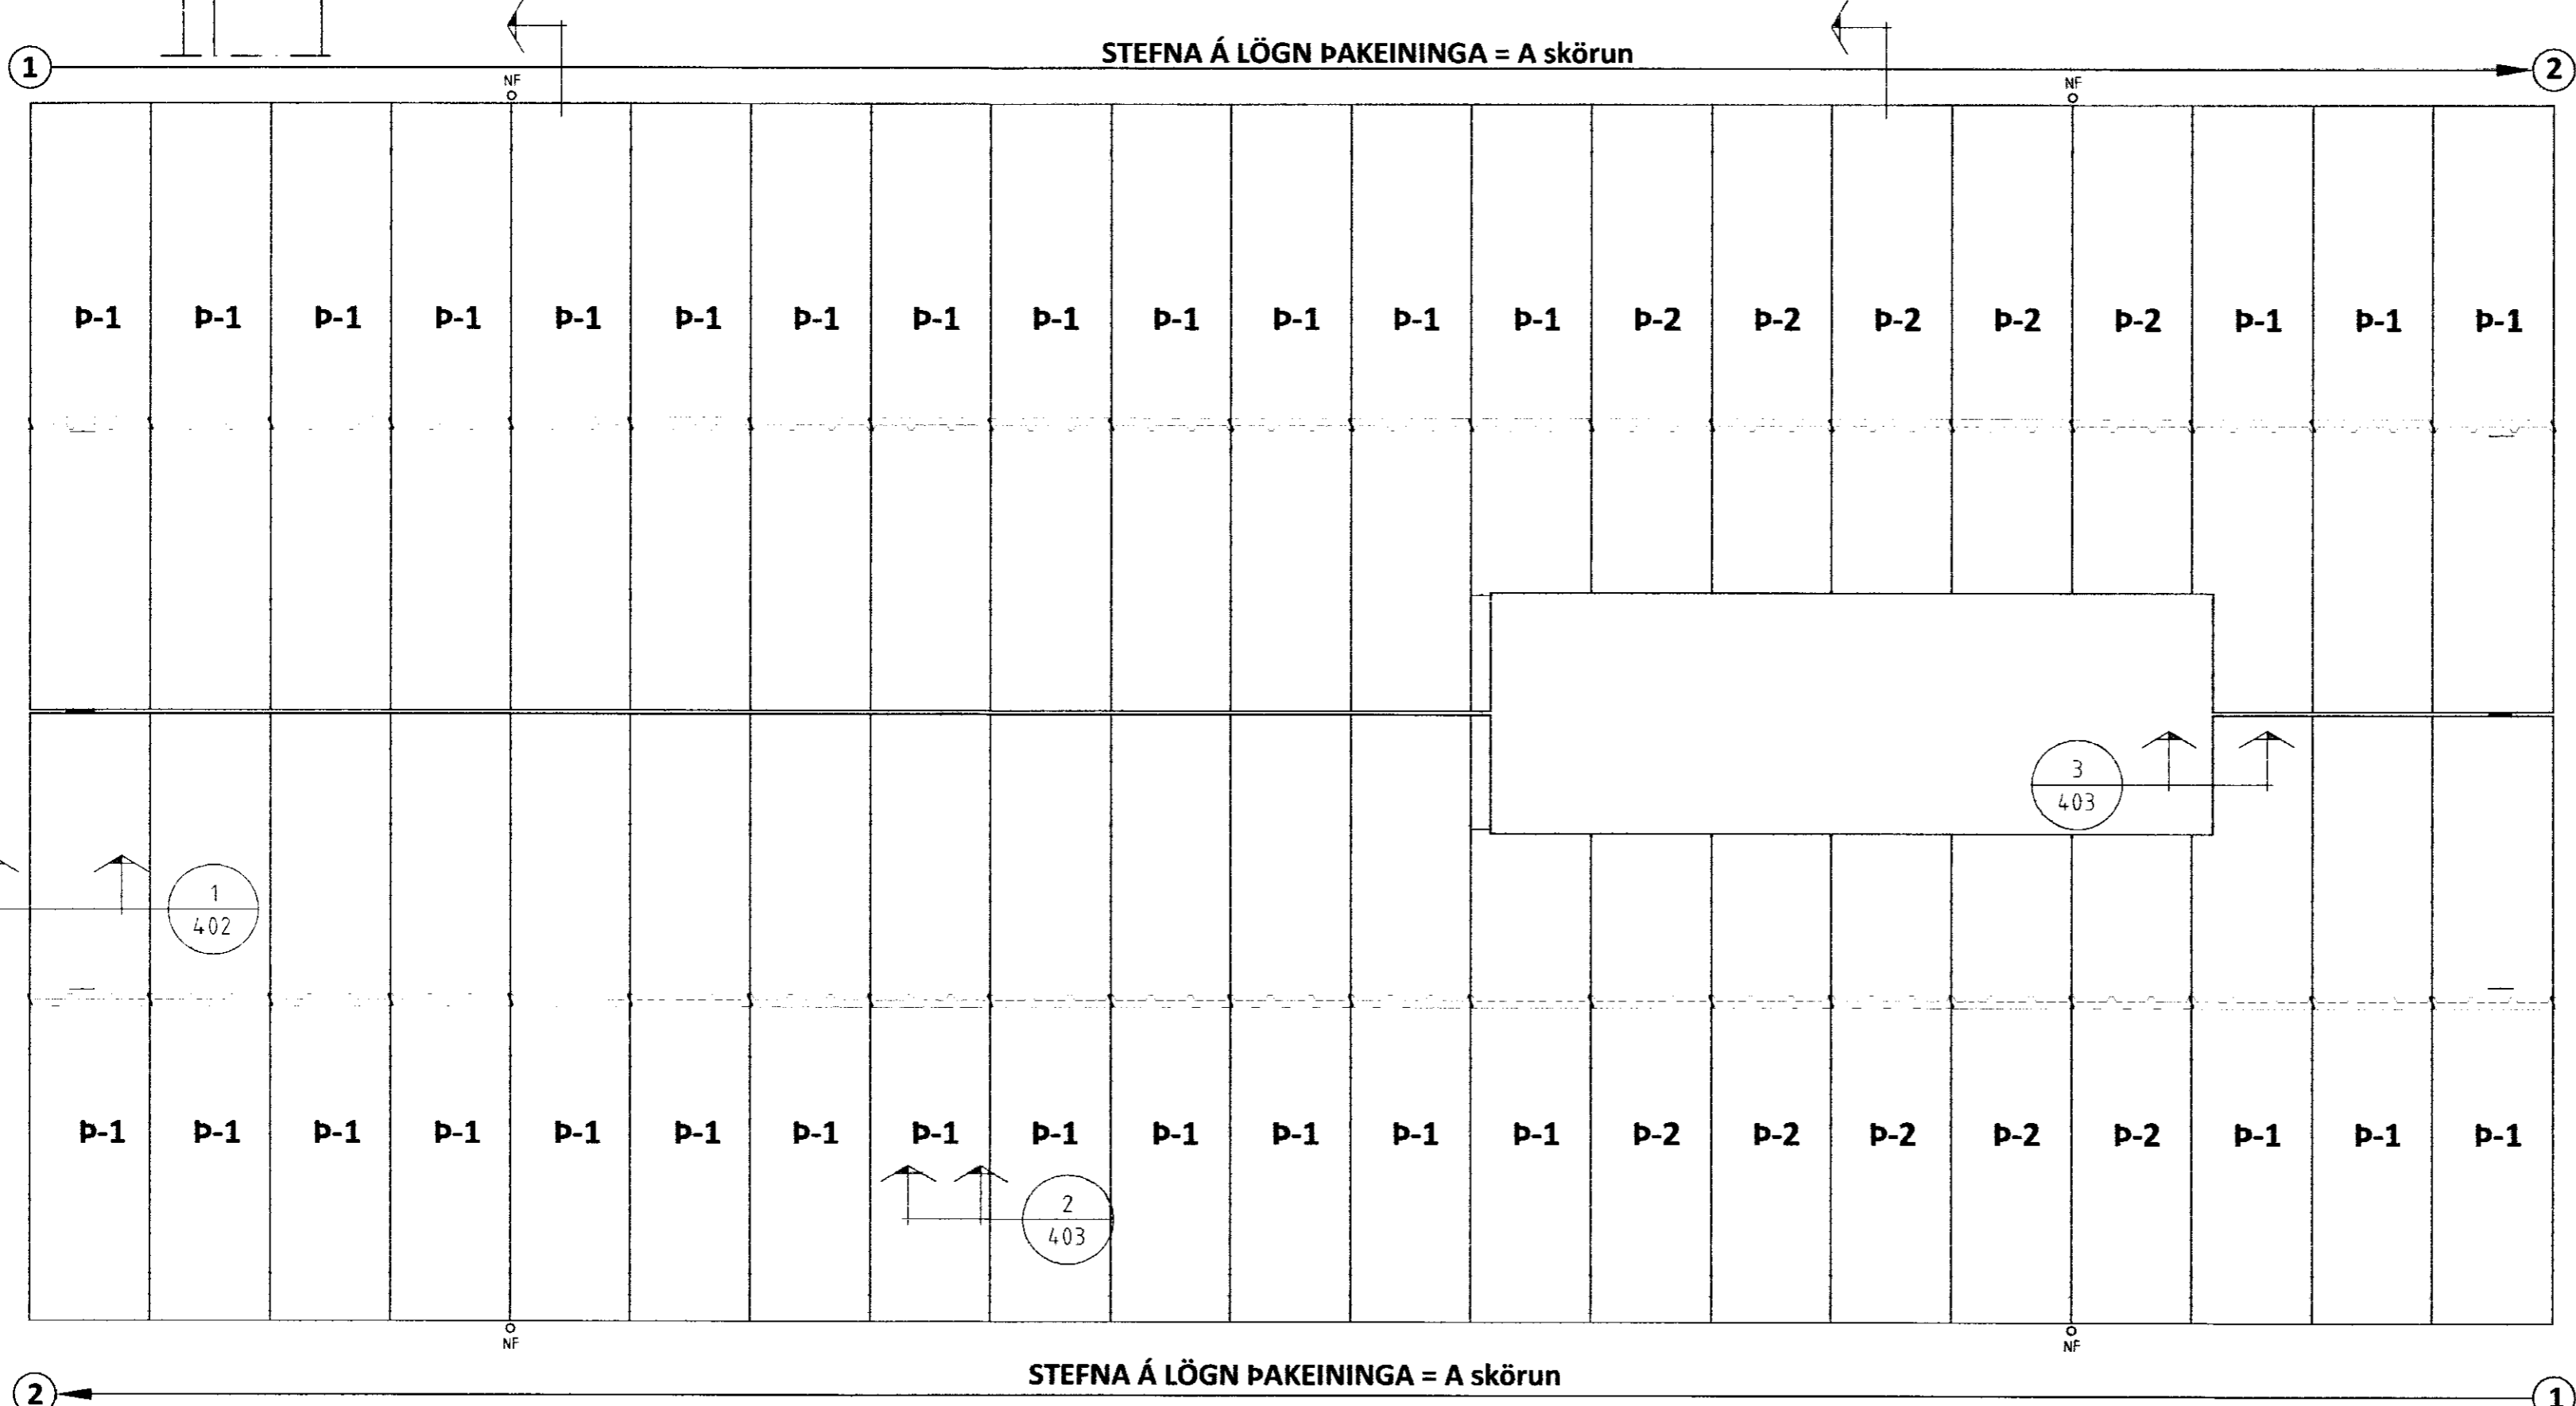 STEFNA Á LÖGN ÞAKEININGA = A skörun
1 2
NF NF
Þ-1 Þ-1 Þ-1 Þ-1 Þ-1 Þ-1 Þ-1 Þ-1 Þ-1 Þ-1 Þ-1 Þ-1 Þ-1 Þ-2 Þ-2 Þ-2 Þ-2 Þ-2 Þ-1 Þ-1 Þ-1
3
403
1
402
Þ-1 Þ-1 Þ-1 Þ-1 Þ-1 Þ-1 Þ-1 Þ-1 Þ-1 Þ-1 Þ-1 Þ-1 Þ-1 Þ-2 Þ-2 Þ-2 Þ-2 Þ-2 Þ-1 Þ-1 Þ-1
2
403
NF NF
STEFNA Á LÖGN ÞAKEININGA = A skörun
2 1